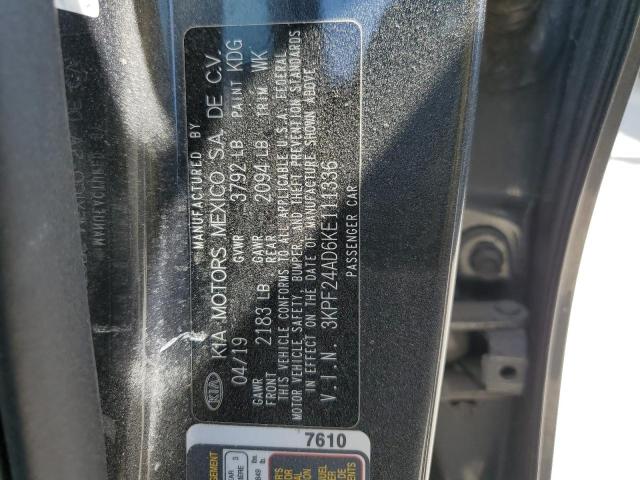 MANUFACTURED BY
KIA KIA MOTORS MEXICO S.A. DE C.V.
04/19 GVWR 3792 LB PAINT KDG
GAWR FRONT 2183 LB GAWR REAR 2094 LB TRIM WK
THIS VEHICLE CONFORMS TO ALL APPLICABLE U.S.A. FEDERAL
MOTOR VEHICLE SAFETY, BUMPER, AND THEFT PREVENTION STANDARDS
IN EFFECT ON THE DATE OF MANUFACTURE SHOWN ABOVE.
V.I.N. 3KPF24AD6KE111336
PASSENGER CAR
7610